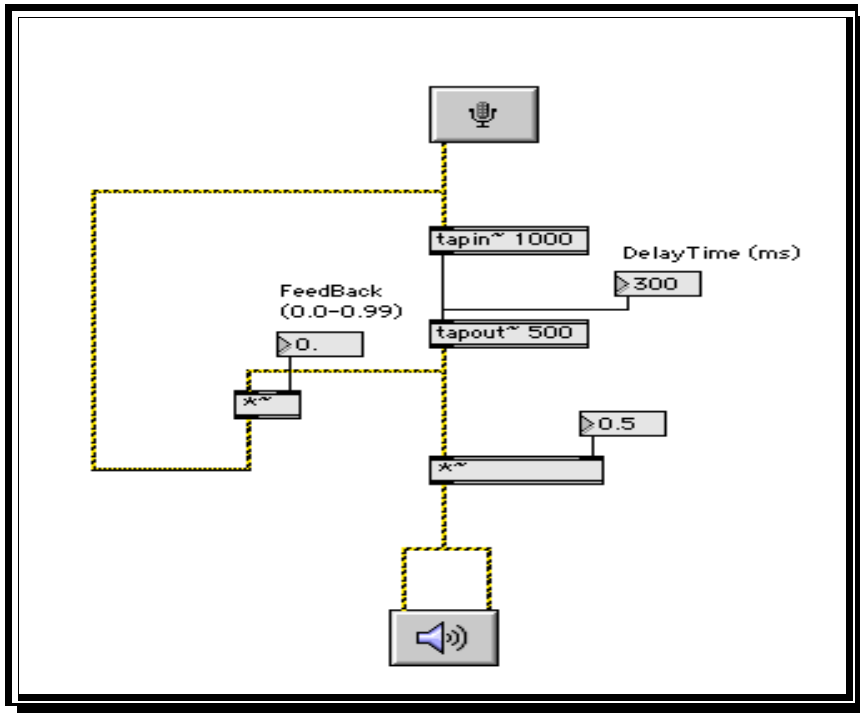 tapin~ 1000
DelayTime (ms)
300
FeedBack
(0.0-0.99)
tapout~ 500
0.
*~
0.5
*~